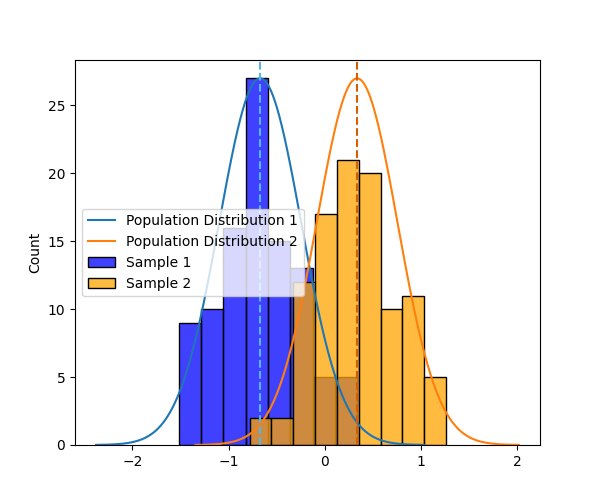 25
20
15
10
5
0
Count
Population Distribution 1
Population Distribution 2
Sample 1
Sample 2
−2
−1
0
1
2